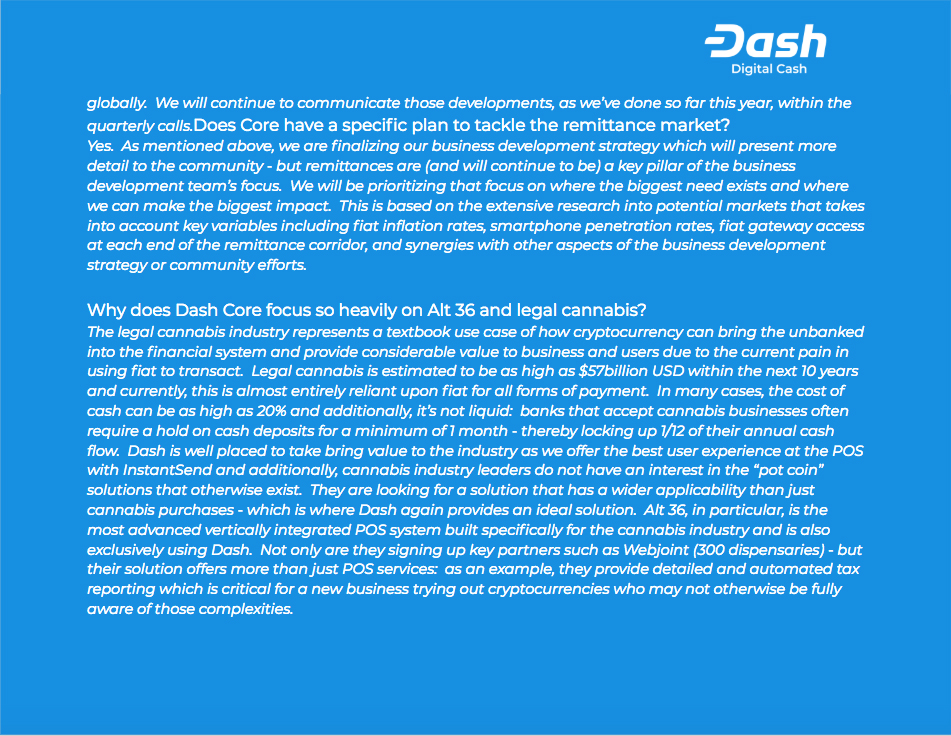 Dash
Digital Cash
globally.  We will continue to communicate those developments, as we've done so far this year, within the
quarterly calls.Does Core have a specific plan to tackle the remittance market?
Yes.  As mentioned above, we are finalizing our business development strategy which will present more
detail to the community - but remittances are (and will continue to be) a key pillar of the business
development team's focus.  We will be prioritizing that focus on where the biggest need exists and where
we can make the biggest impact.  This is based on the extensive research into potential markets that takes
into account key variables including fiat inflation rates, smartphone penetration rates, fiat gateway access
at each end of the remittance corridor, and synergies with other aspects of the business development
strategy or community efforts.
Why does Dash Core focus so heavily on Alt 36 and legal cannabis?
The legal cannabis industry represents a textbook use case of how cryptocurrency can bring the unbanked
into the financial system and provide considerable value to business and users due to the current pain in
using fiat to transact.  Legal cannabis is estimated to be as high as $57billion USD within the next 10 years
and currently, this is almost entirely reliant upon fiat for all forms of payment.  In many cases, the cost of
cash can be as high as 20% and additionally, it's not liquid:  banks that accept cannabis businesses often
require a hold on cash deposits for a minimum of 1 month - thereby locking up 1/12 of their annual cash
flow.  Dash is well placed to take bring value to the industry as we offer the best user experience at the POS
with InstantSend and additionally, cannabis industry leaders do not have an interest in the “pot coin”
solutions that otherwise exist.  They are looking for a solution that has a wider applicability than just
cannabis purchases - which is where Dash again provides an ideal solution.  Alt 36, in particular, is the
most advanced vertically integrated POS system built specifically for the cannabis industry and is also
exclusively using Dash.  Not only are they signing up key partners such as Webjoint (300 dispensaries) - but
their solution offers more than just POS services:  as an example, they provide detailed and automated tax
reporting which is critical for a new business trying out cryptocurrencies who may not otherwise be fully
aware of those complexities.